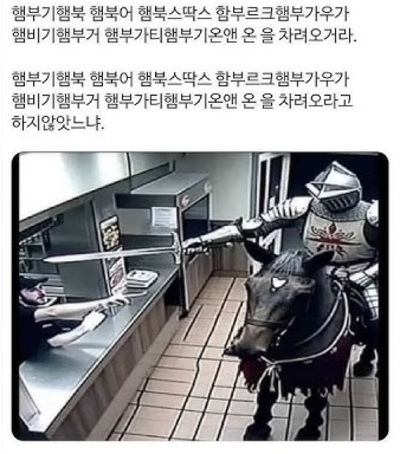 햄부기햄북 햄북어 햄북스딱스 함부르크햄부가우가
햄비기햄부거 햄부가티햄부기온앤 온 을 차려오거라.
햄부기햄북 햄북어 햄북스딱스 함부르크햄부가우가
햄비기햄부거 햄부가티햄부기온앤 온 을 차려오라고
하지않앗느냐.